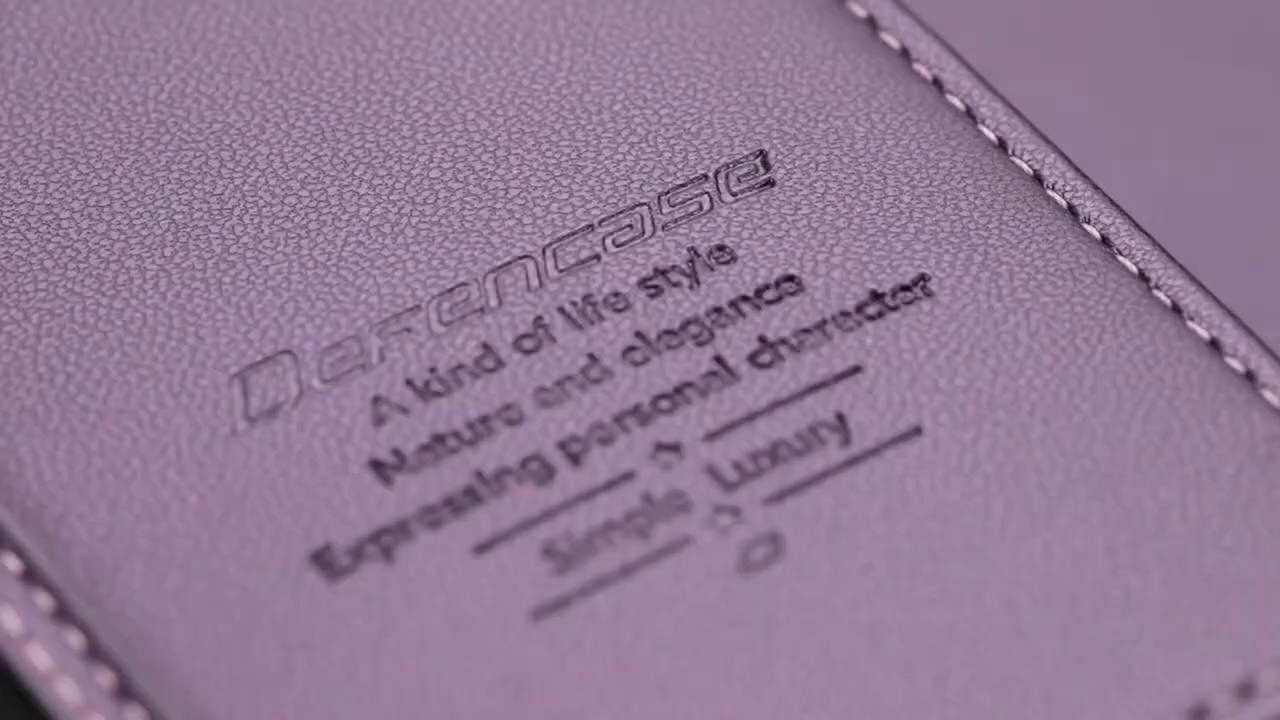 Defencase
A kind of life style
Nature and elegance
Expressing personal character
Simple Luxury